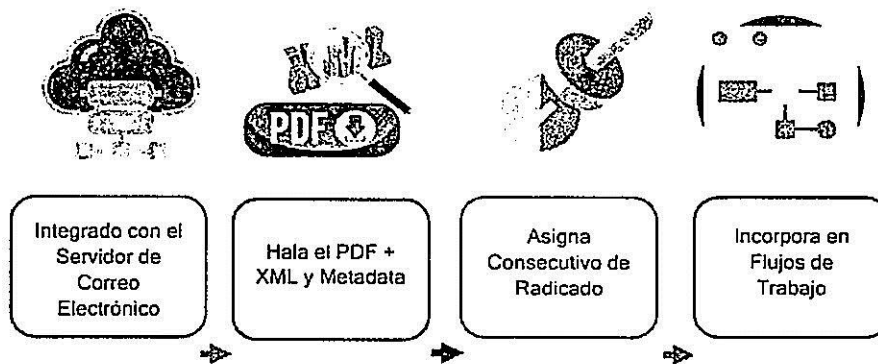 XML
PDF
Integrado con el
Servidor de
Correo
Electrónico
Hala el PDF +
XML y Metadata
Asigna
Consecutivo de
Radicado
Incorpora en
Flujos de
Trabajo